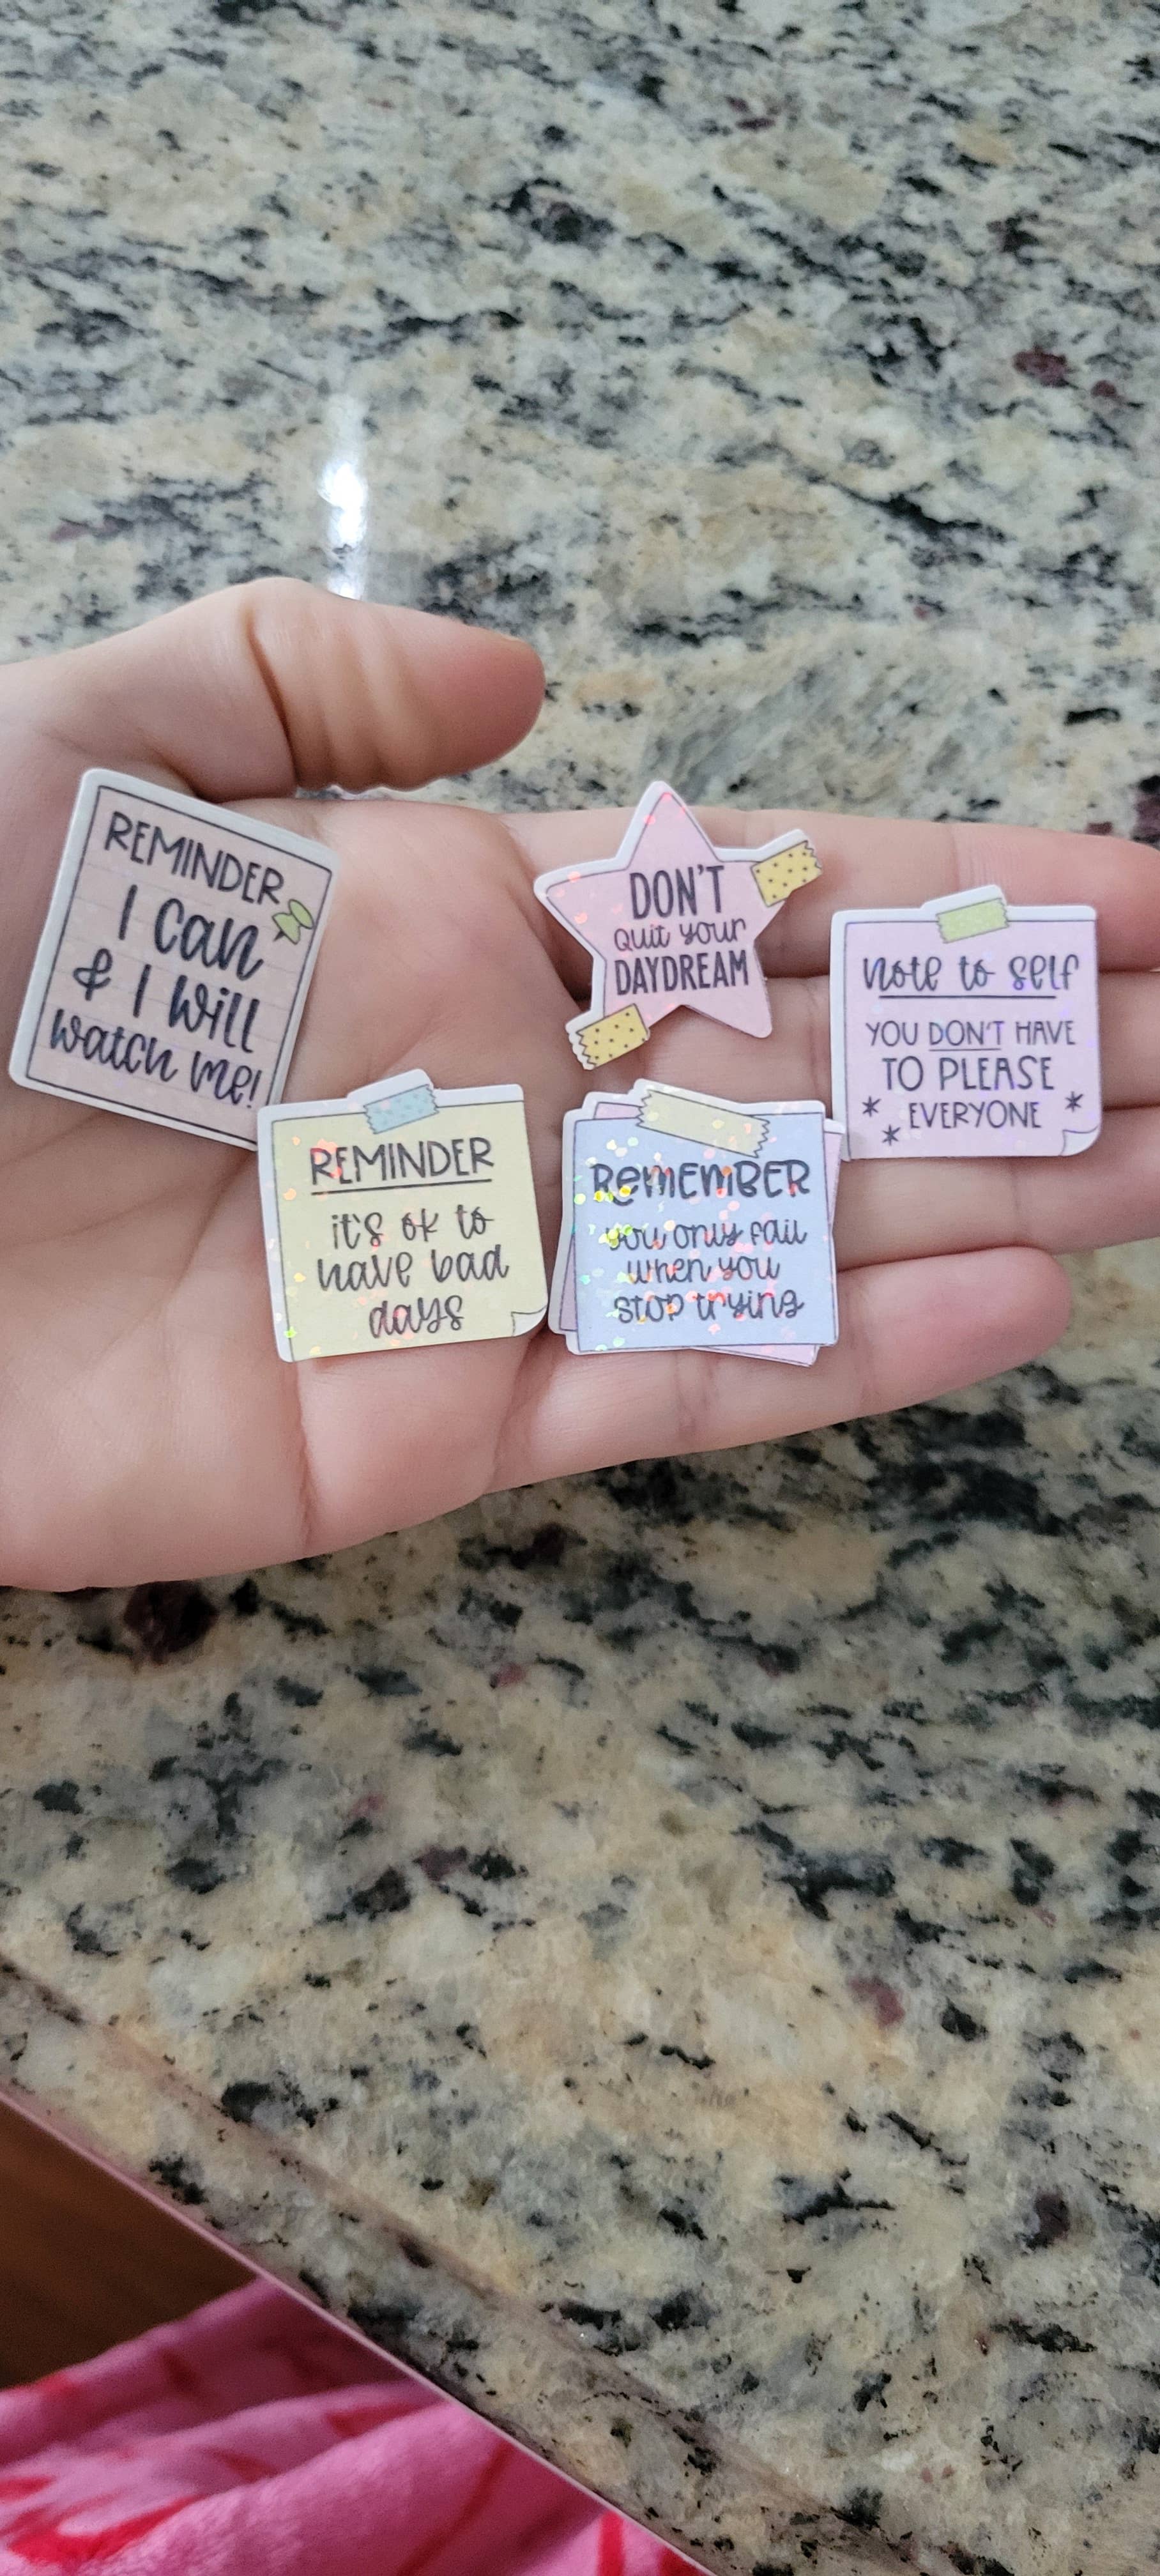 REMINDER
I can
& I will
watch me!
DON'T
quit your
DAYDREAM
note to self
YOU DON'T HAVE
TO PLEASE
EVERYONE
REMINDER
it's ok to
have bad
days
REMEMBER
you only fail
when you
stop trying